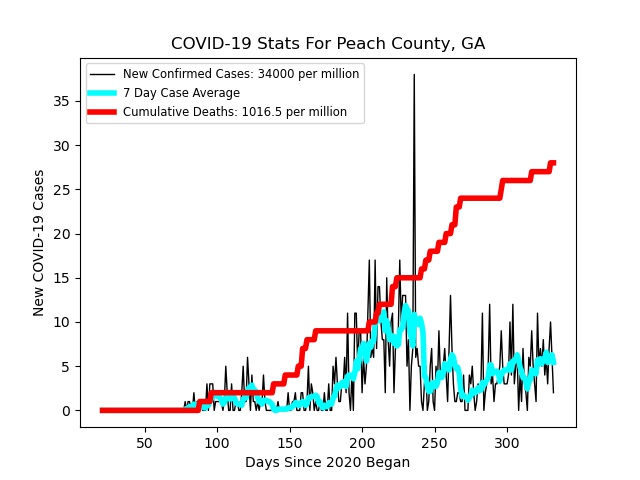 COVID-19 Stats For Peach County, GA
New Confirmed Cases: 34000 per million
7 Day Case Average
Cumulative Deaths: 1016.5 per million
New COVID-19 Cases
35
30
25
20
15
10
5
0
50 100 150 200 250 300
Days Since 2020 Began